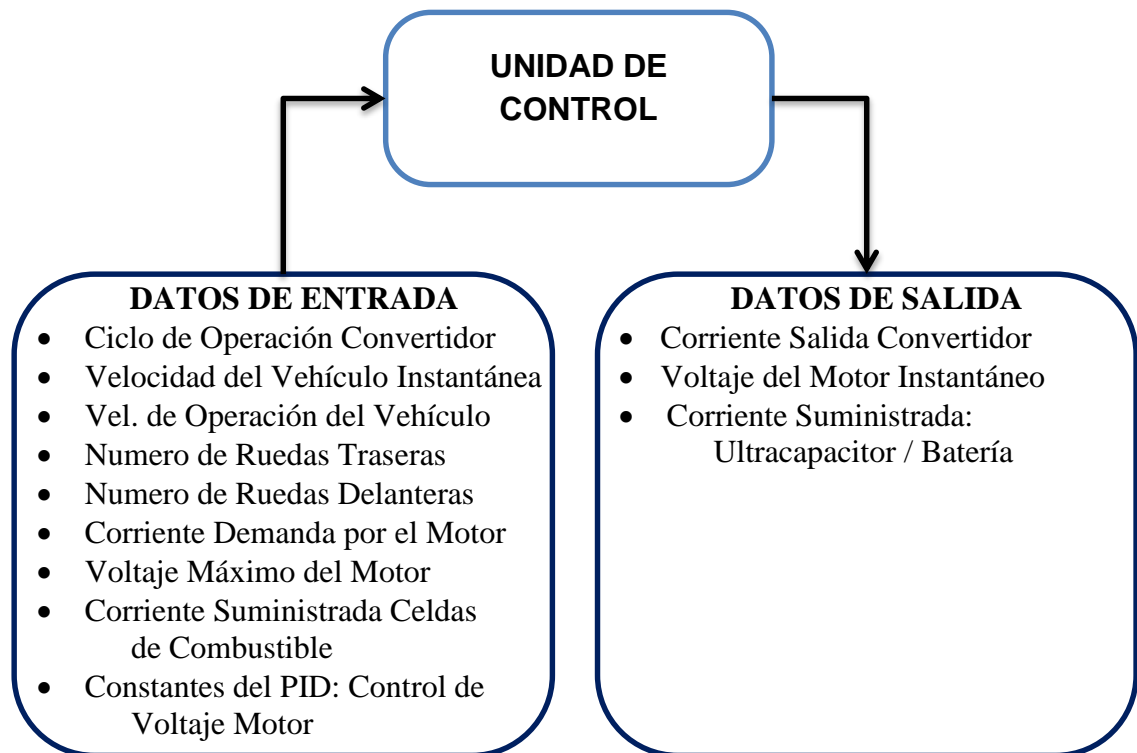 UNIDAD DE
CONTROL
DATOS DE ENTRADA
• Ciclo de Operación Convertidor
• Velocidad del Vehículo Instantánea
• Vel. de Operación del Vehículo
• Numero de Ruedas Traseras
• Numero de Ruedas Delanteras
• Corriente Demanda por el Motor
• Voltaje Máximo del Motor
• Corriente Suministrada Celdas
de Combustible
• Constantes del PID: Control de
Voltaje Motor
DATOS DE SALIDA
• Corriente Salida Convertidor
• Voltaje del Motor Instantáneo
• Corriente Suministrada:
Ultracapacitor / Batería